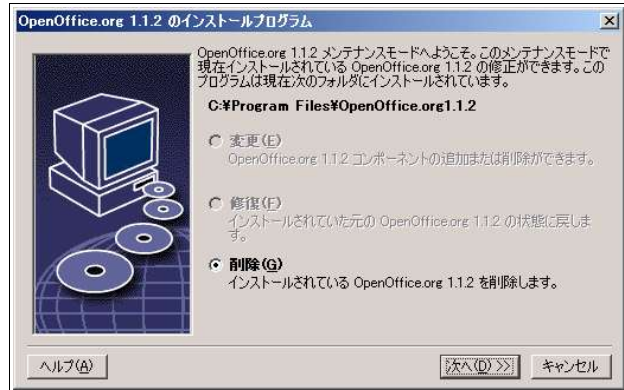 OpenOffice.org 1.1.2 のインストールプログラム
OpenOffice.org 1.1.2 メンテナンスモードへようこそ。このメンテナンスモードで
現在インストールされている OpenOffice.org 1.1.2 の修正ができます。この
プログラムは現在次のフォルダにインストールされています。
C:¥Program Files¥OpenOffice.org1.1.2
変更(E)
OpenOffice.org 1.1.2 コンポーネントの追加または削除ができます。
修復(F)
インストールされていた元の OpenOffice.org 1.1.2 の状態に戻しま
す。
削除(G)
インストールされている OpenOffice.org 1.1.2 を削除します。
ヘルプ(A)
次へ(D) >>
キャンセル